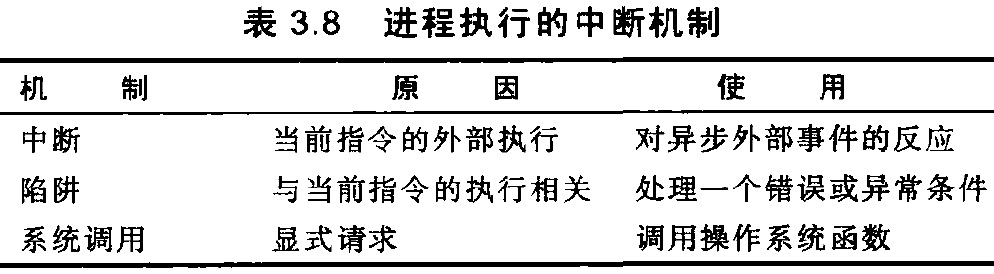 表 3.8 进程执行的中断机制
机 制 原 因 使 用
中断 当前指令的外部执行 对异步外部事件的反应
陷阱 与当前指令的执行相关 处理一个错误或异常条件
系统调用 显式请求 调用操作系统函数